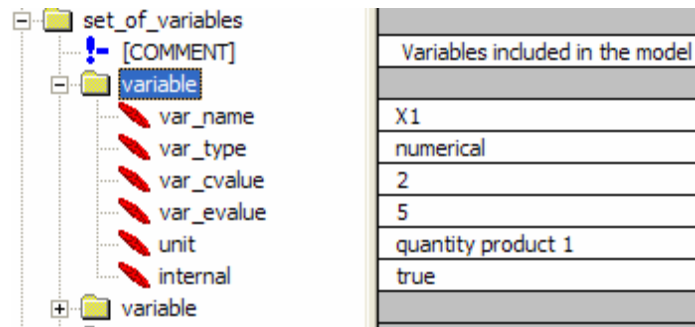 set_of_variables
[COMMENT] Variables included in the model
variable
var_name X1
var_type numerical
var_cvalue 2
var_evalue 5
unit quantity product 1
internal true
variable